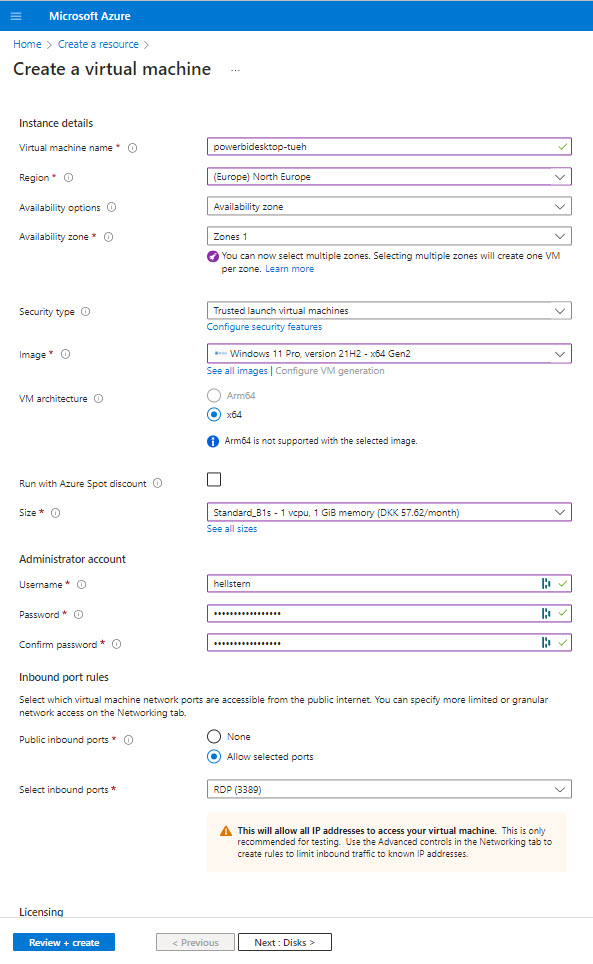 Microsoft Azure
Home > Create a resource >
Create a virtual machine ...
Instance details
Virtual machine name *
powerbidesktop-tueh
Region *
(Europe) North Europe
Availability options
Availability zone
Availability zone *
Zones 1
You can now select multiple zones. Selecting multiple zones will create one VM
per zone. Learn more
Security type
Trusted launch virtual machines
Configure security features
Image *
Windows 11 Pro, version 21H2 - x64 Gen2
See all images | Configure VM generation
VM architecture
Arm64
x64
Arm64 is not supported with the selected image.
Run with Azure Spot discount
Size *
Standard_B1s - 1 vcpu, 1 GiB memory (DKK 57.62/month)
See all sizes
Administrator account
Username *
hellstern
Password *
•••••••••••••••••
Confirm password *
•••••••••••••••••
Inbound port rules
Select which virtual machine network ports are accessible from the public internet. You can specify more limited or granular
network access on the Networking tab.
Public inbound ports *
None
Allow selected ports
Select inbound ports *
RDP (3389)
This will allow all IP addresses to access your virtual machine. This is only
recommended for testing. Use the Advanced controls in the Networking tab to
create rules to limit inbound traffic to known IP addresses.
Licensing
Review + create
< Previous
Next : Disks >